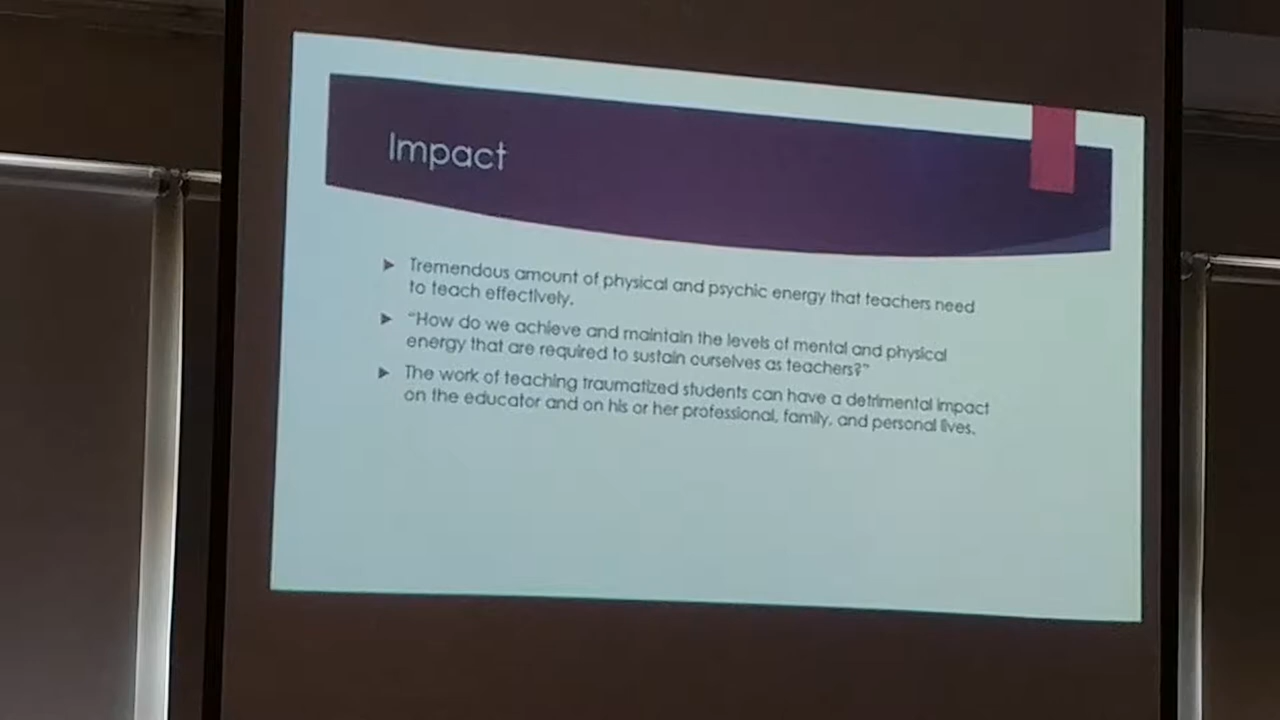 Impact
Tremendous amount of physical and psychic energy that teachers need
to teach effectively.
"How do we achieve and maintain the levels of mental and physical
energy that are required to sustain ourselves as teachers?"
The work of teaching traumatized students can have a detrimental impact
on the educator and on his or her professional, family, and personal lives.